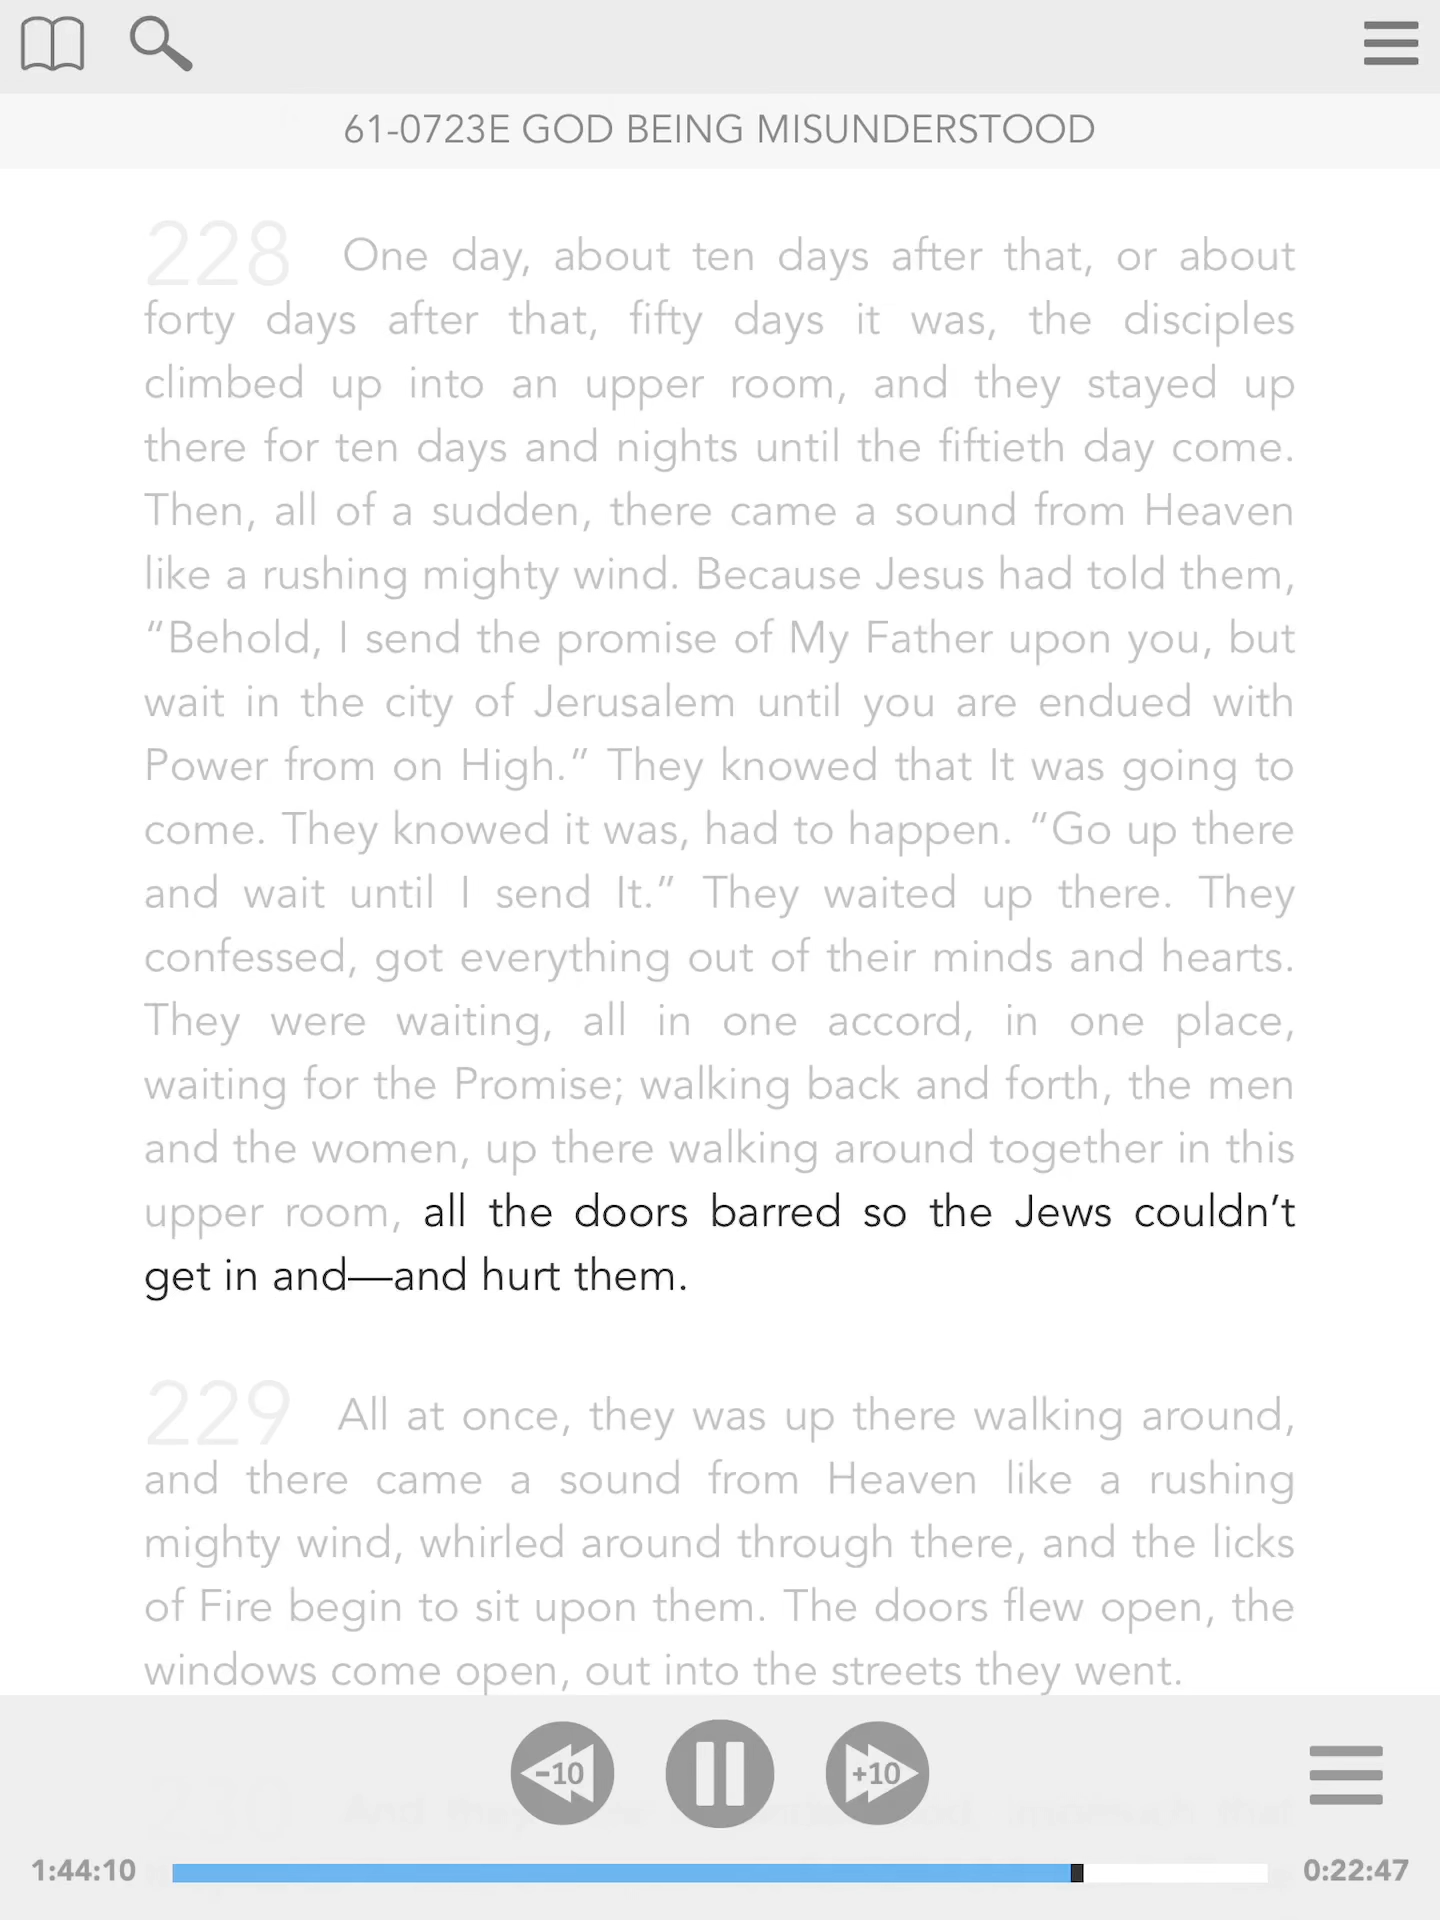 61-0723E GOD BEING MISUNDERSTOOD
228 One day, about ten days after that, or about
forty days after that, fifty days it was, the disciples
climbed up into an upper room, and they stayed up
there for ten days and nights until the fiftieth day come.
Then, all of a sudden, there came a sound from Heaven
like a rushing mighty wind. Because Jesus had told them,
“Behold, I send the promise of My Father upon you, but
wait in the city of Jerusalem until you are endued with
Power from on High.” They knowed that It was going to
come. They knowed it was, had to happen. “Go up there
and wait until I send It.” They waited up there. They
confessed, got everything out of their minds and hearts.
They were waiting, all in one accord, in one place,
waiting for the Promise; walking back and forth, the men
and the women, up there walking around together in this
upper room, all the doors barred so the Jews couldn’t
get in and—and hurt them.
229 All at once, they was up there walking around,
and there came a sound from Heaven like a rushing
mighty wind, whirled around through there, and the licks
of Fire begin to sit upon them. The doors flew open, the
windows come open, out into the streets they went.
-10 +10
And they that
1:44:10 0:22:47